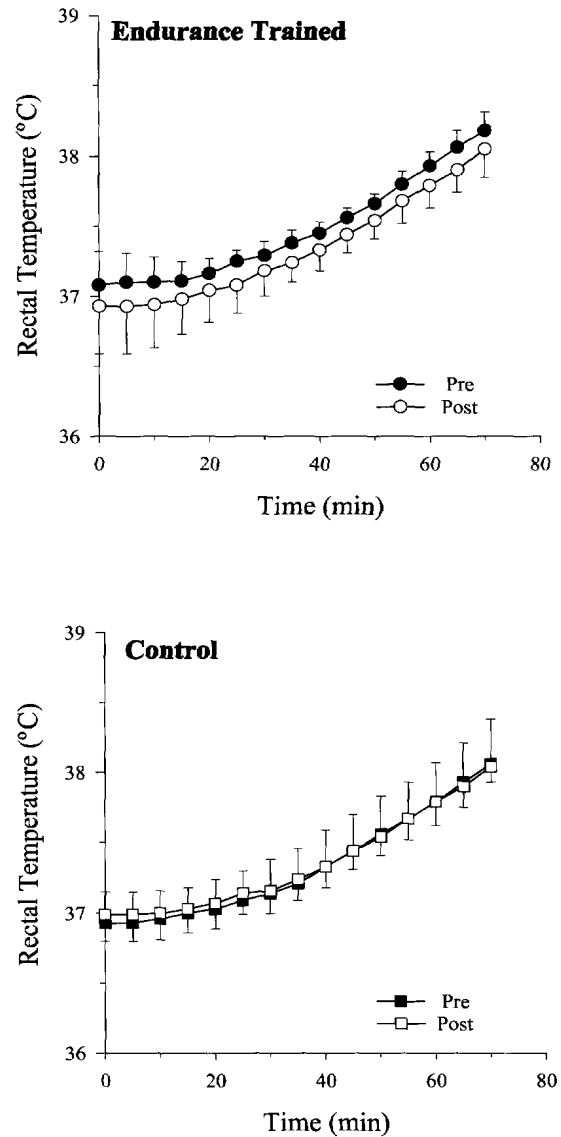 Endurance Trained
Rectal Temperature (°C)
39
38
37
36
Pre
Post
0 20 40 60 80
Time (min)
Control
Rectal Temperature (°C)
39
38
37
36
Pre
Post
0 20 40 60 80
Time (min)